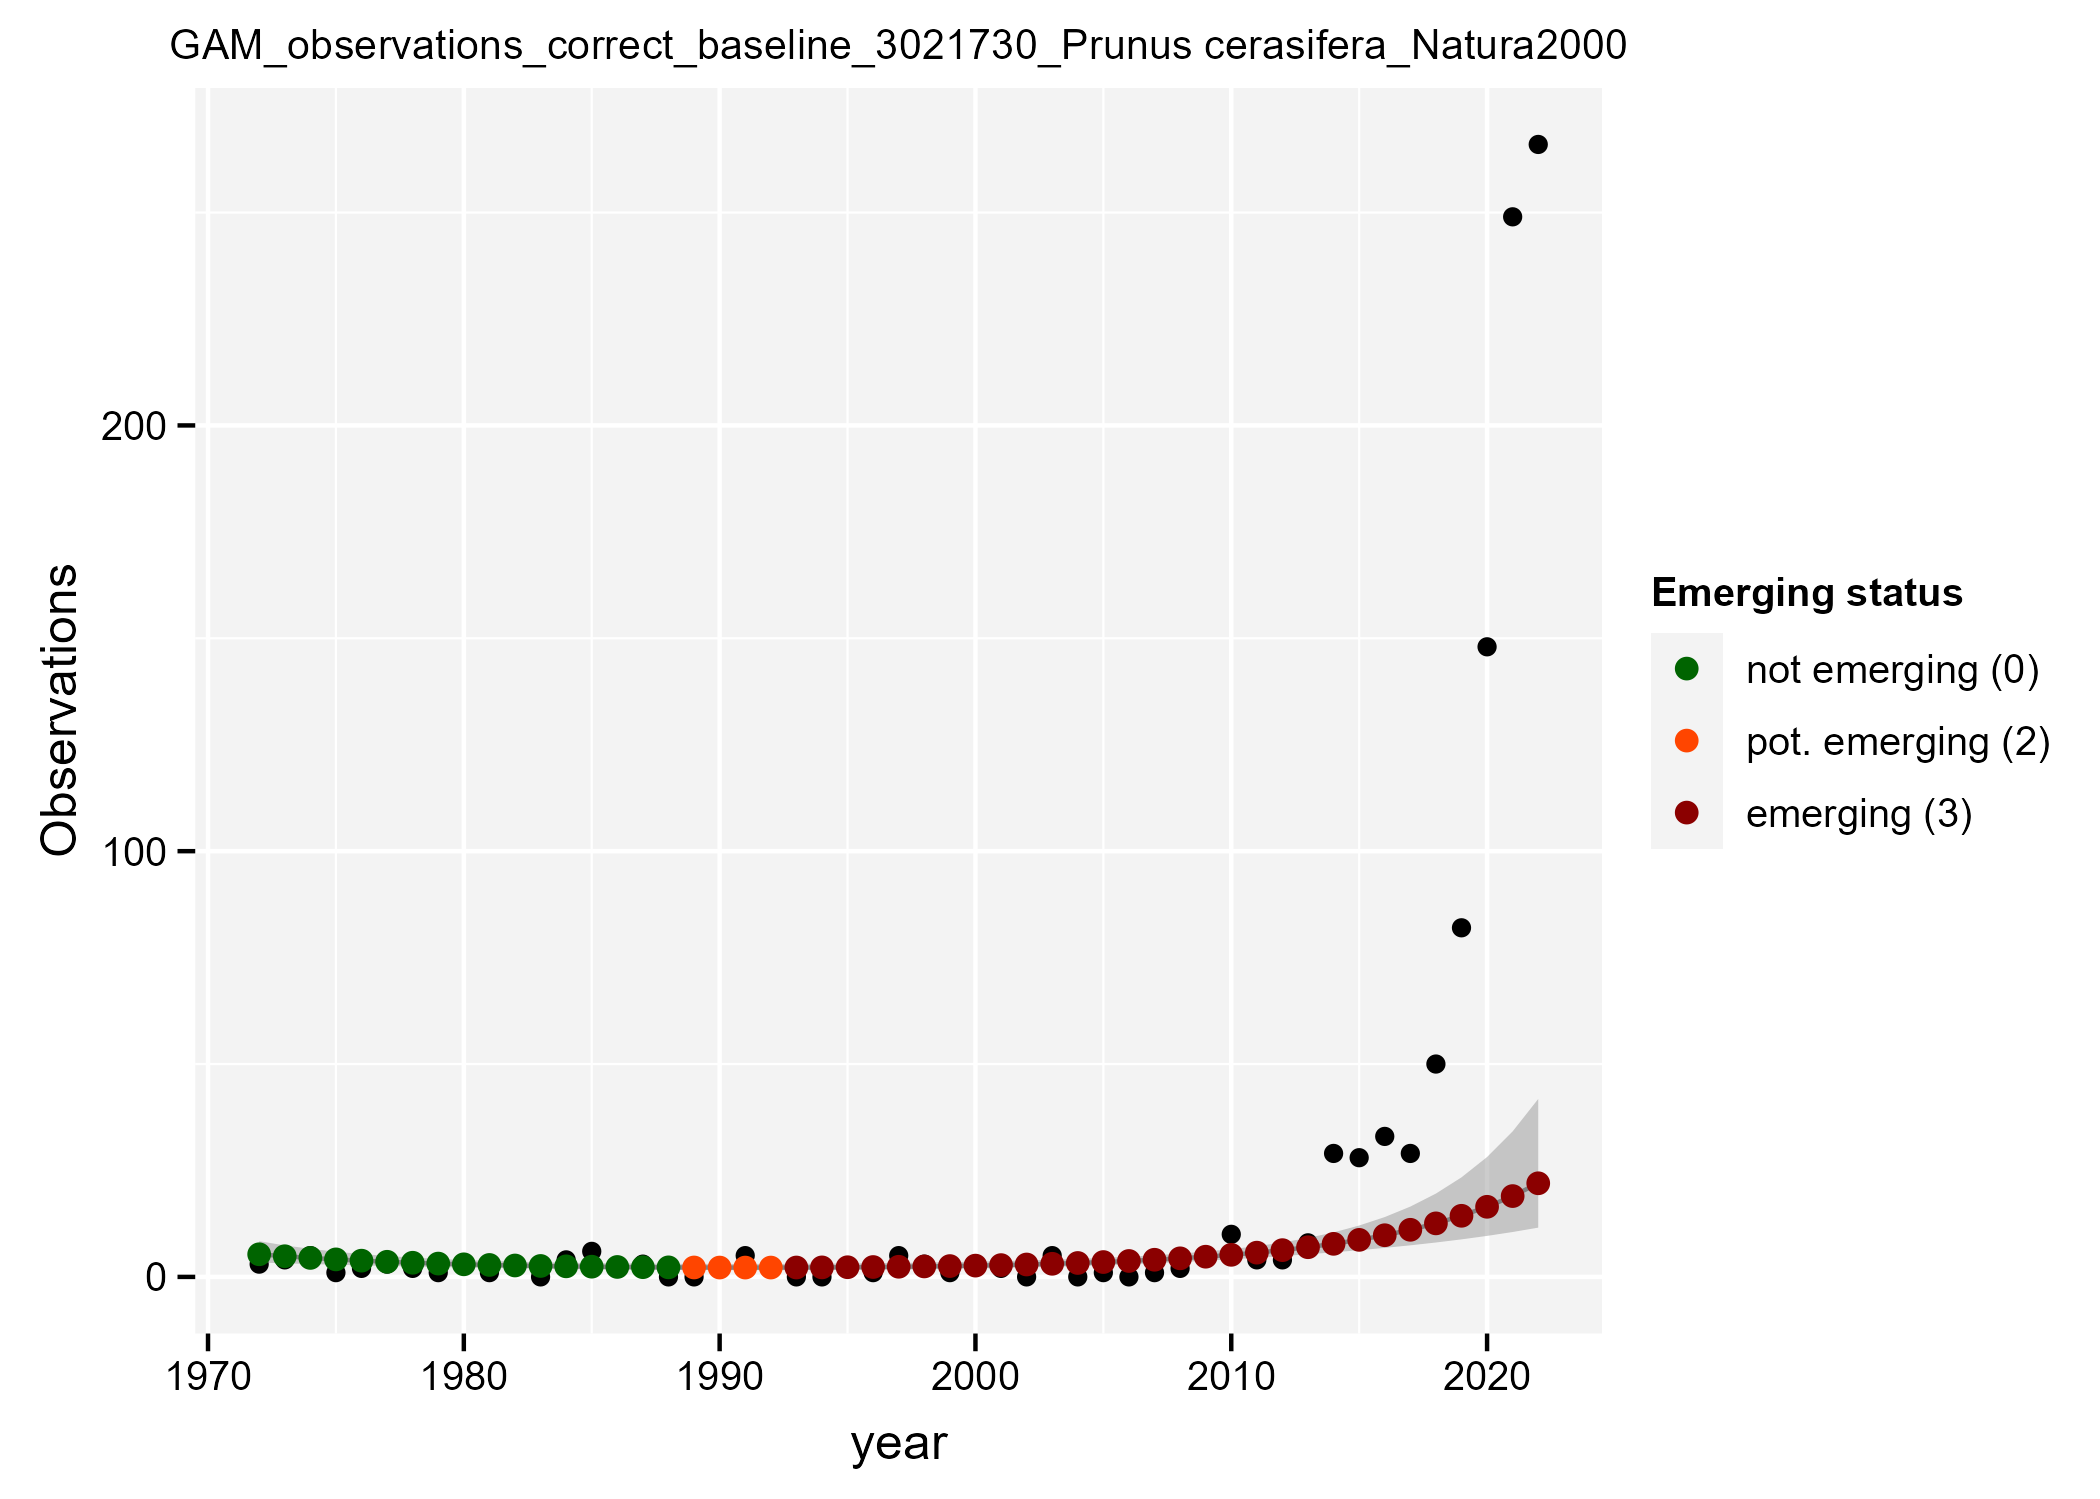 GAM_observations_correct_baseline_3021730_Prunus cerasifera_Natura2000
Observations
200
100
0
1970 1980 1990 2000 2010 2020
year
Emerging status
not emerging (0)
pot. emerging (2)
emerging (3)